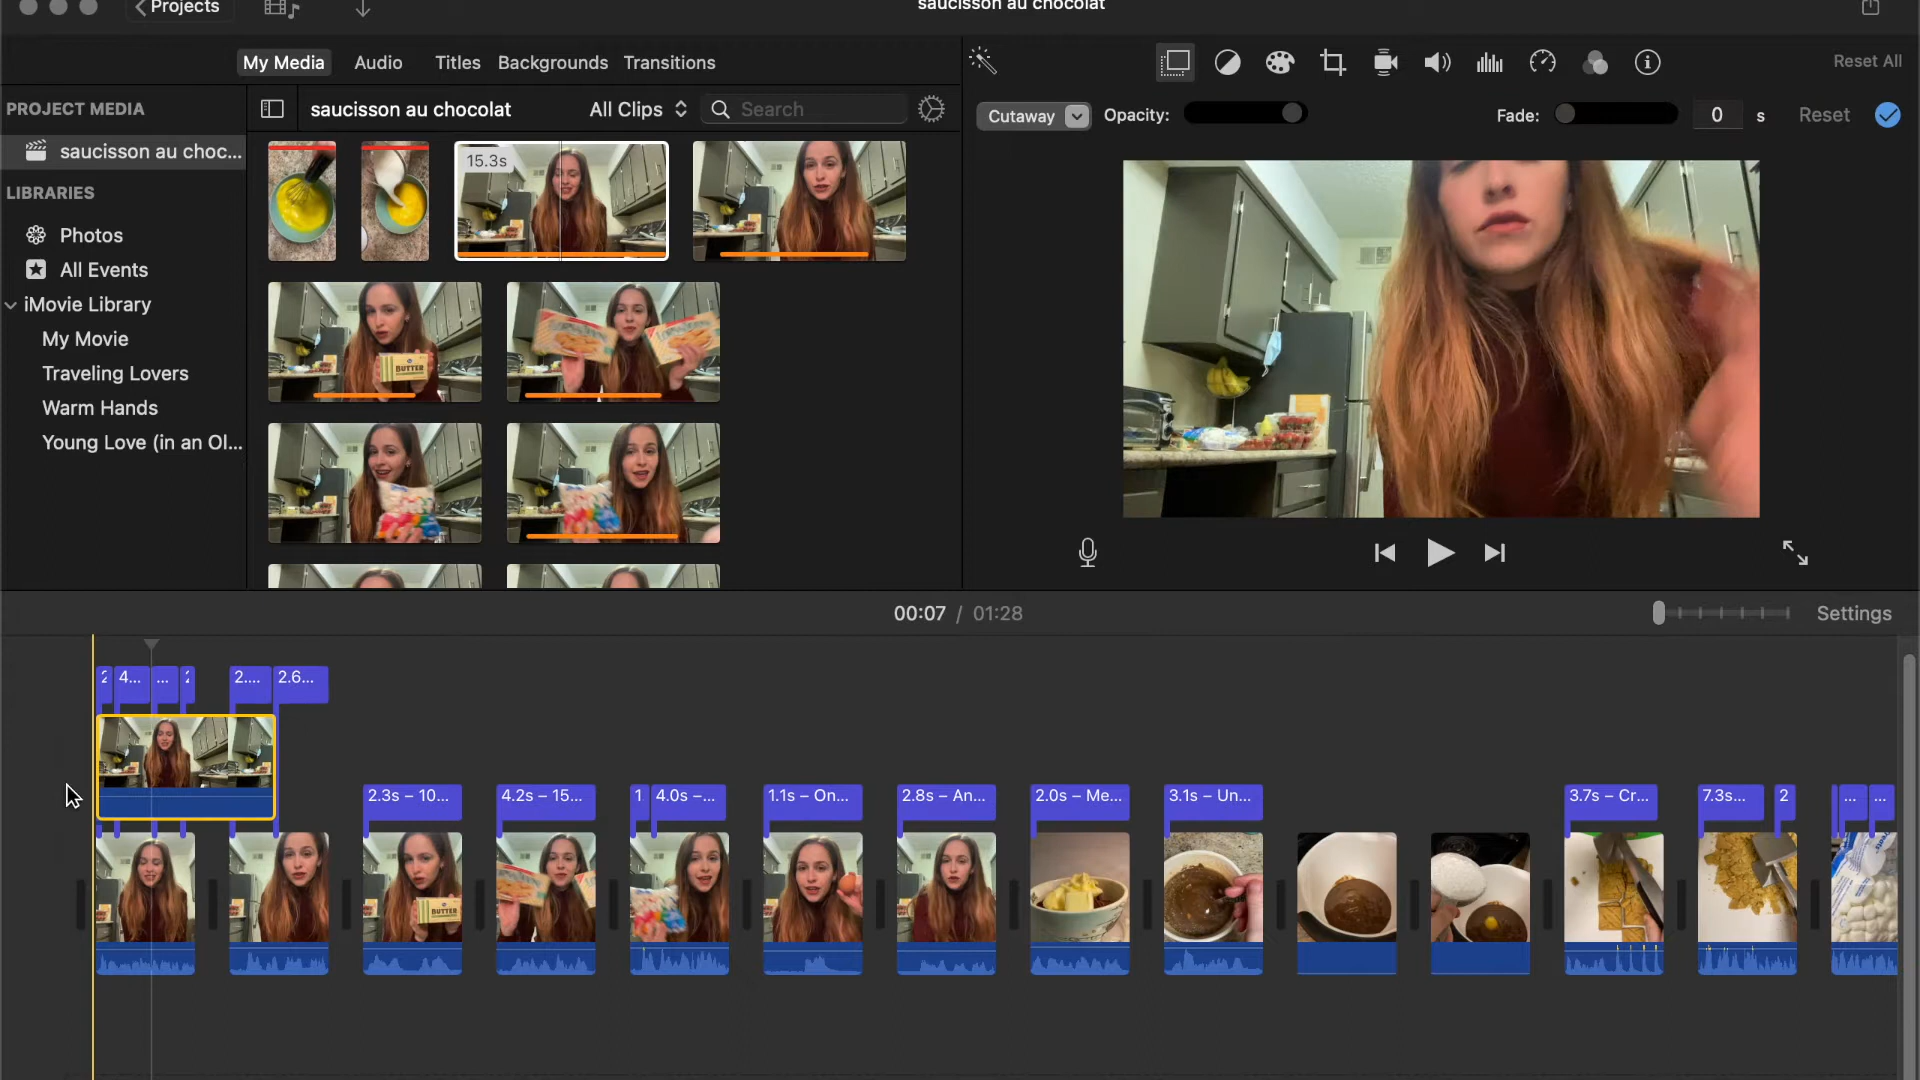 Projects
saucisson au chocolat
My Media
Audio
Titles
Backgrounds
Transitions
Reset All
PROJECT MEDIA
saucisson au choc...
LIBRARIES
Photos
All Events
iMovie Library
My Movie
Traveling Lovers
Warm Hands
Young Love (in an Ol...
saucisson au chocolat
All Clips
Search
15.3s
BUTTER
Cutaway
Opacity:
Fade:
0
s
Reset
00:07 / 01:28
Settings
2
4...
...
2
2....
2.6...
2.3s – 10...
4.2s – 15...
1
4.0s –...
1.1s – On...
2.8s – An...
2.0s – Me...
3.1s – Un...
3.7s – Cr...
7.3s...
2
...
...
BUTTER